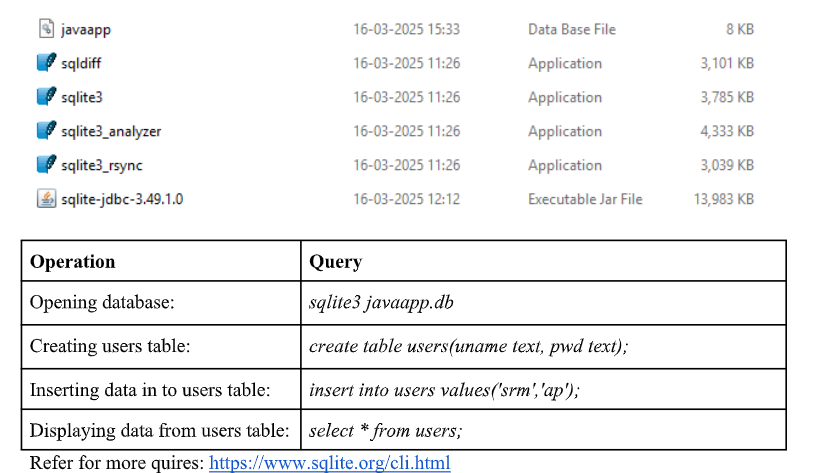 javaapp 16-03-2025 15:33 Data Base File 8 KB
sqldiff 16-03-2025 11:26 Application 3,101 KB
sqlite3 16-03-2025 11:26 Application 3,785 KB
sqlite3_analyzer 16-03-2025 11:26 Application 4,333 KB
sqlite3_rsync 16-03-2025 11:26 Application 3,039 KB
sqlite-jdbc-3.49.1.0 16-03-2025 12:12 Executable Jar File 13,983 KB
Operation Query
Opening database: sqlite3 javaapp.db
Creating users table: create table users(uname text, pwd text);
Inserting data in to users table: insert into users values('srm','ap');
Displaying data from users table: select * from users;
Refer for more quires: https://www.sqlite.org/cli.html